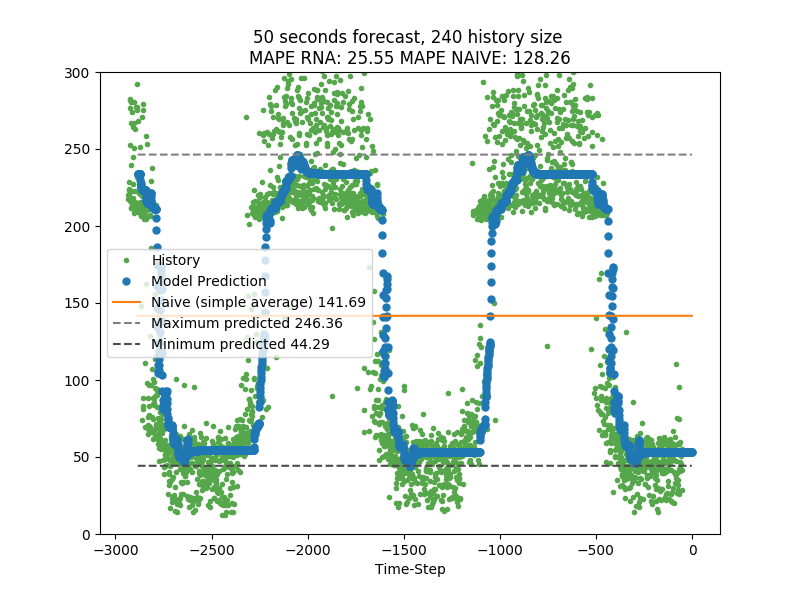 50 seconds forecast, 240 history size
MAPE RNA: 25.55 MAPE NAIVE: 128.26
300
250
200
150
100
50
0
History
Model Prediction
Naive (simple average) 141.69
Maximum predicted 246.36
Minimum predicted 44.29
−3000 −2500 −2000 −1500 −1000 −500 0
Time-Step